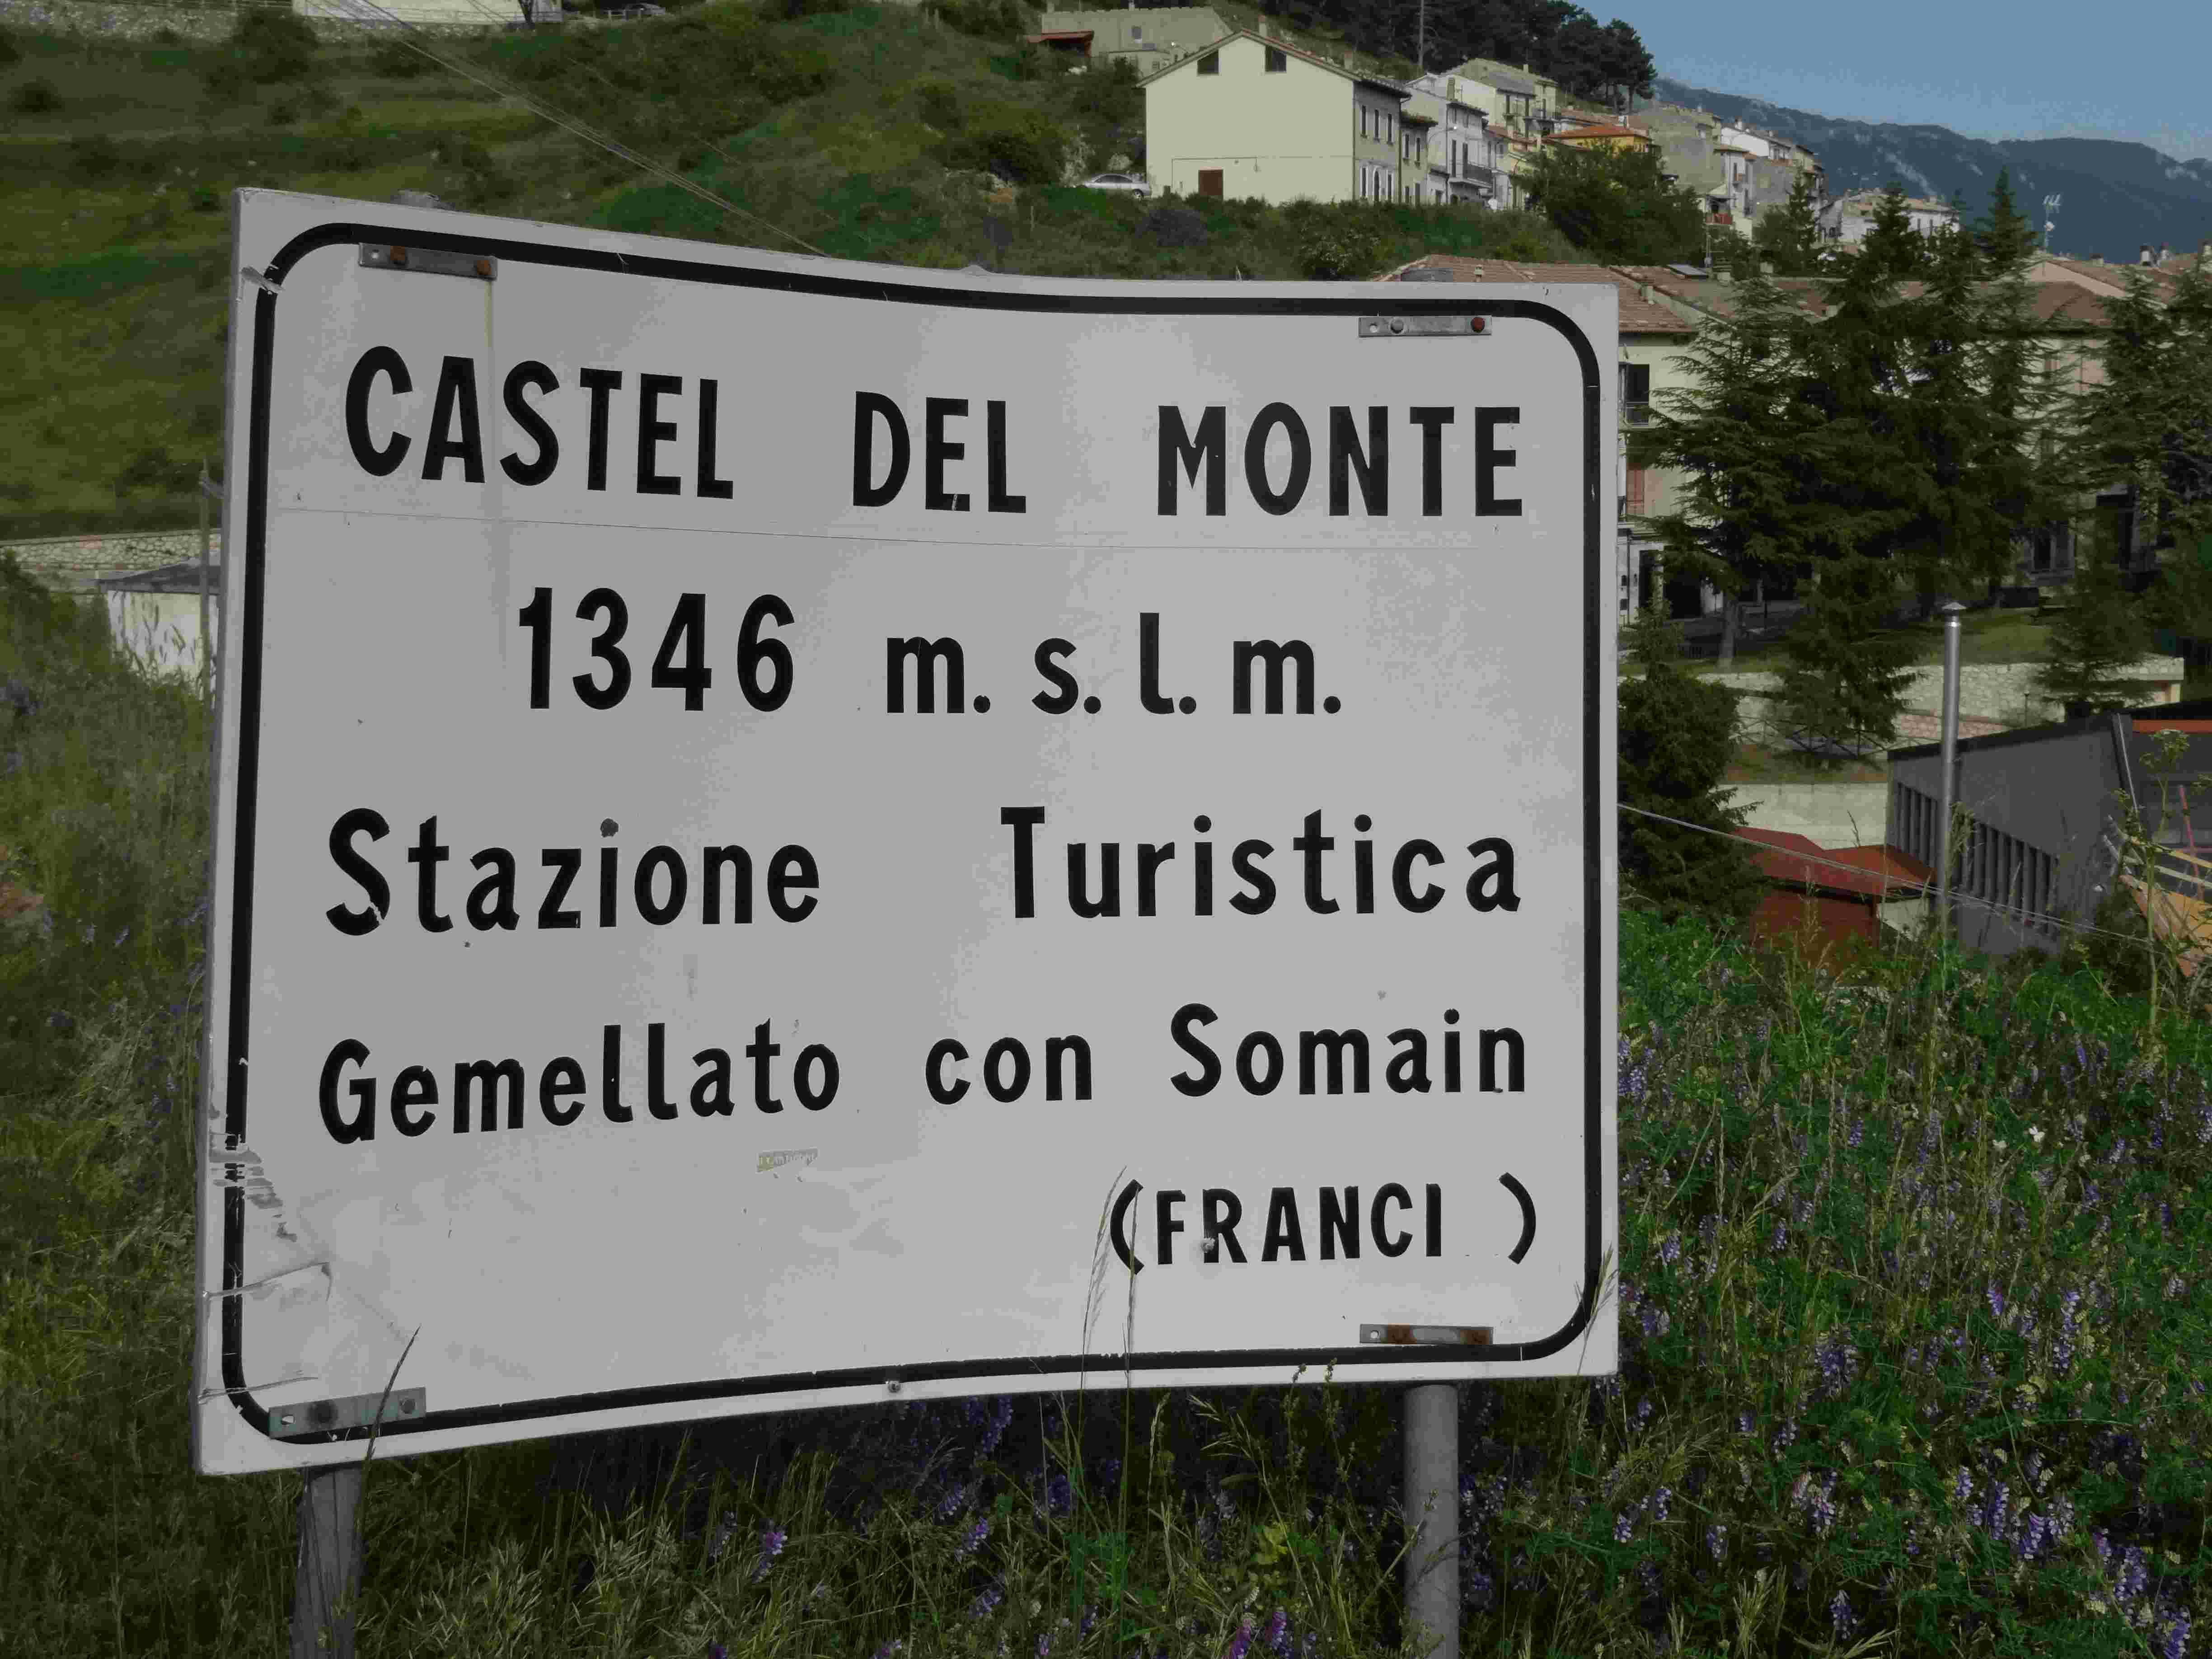 CASTEL DEL MONTE
1346 m. s. l. m.
Stazione Turistica
Gemellato con Somain
(FRANCI )